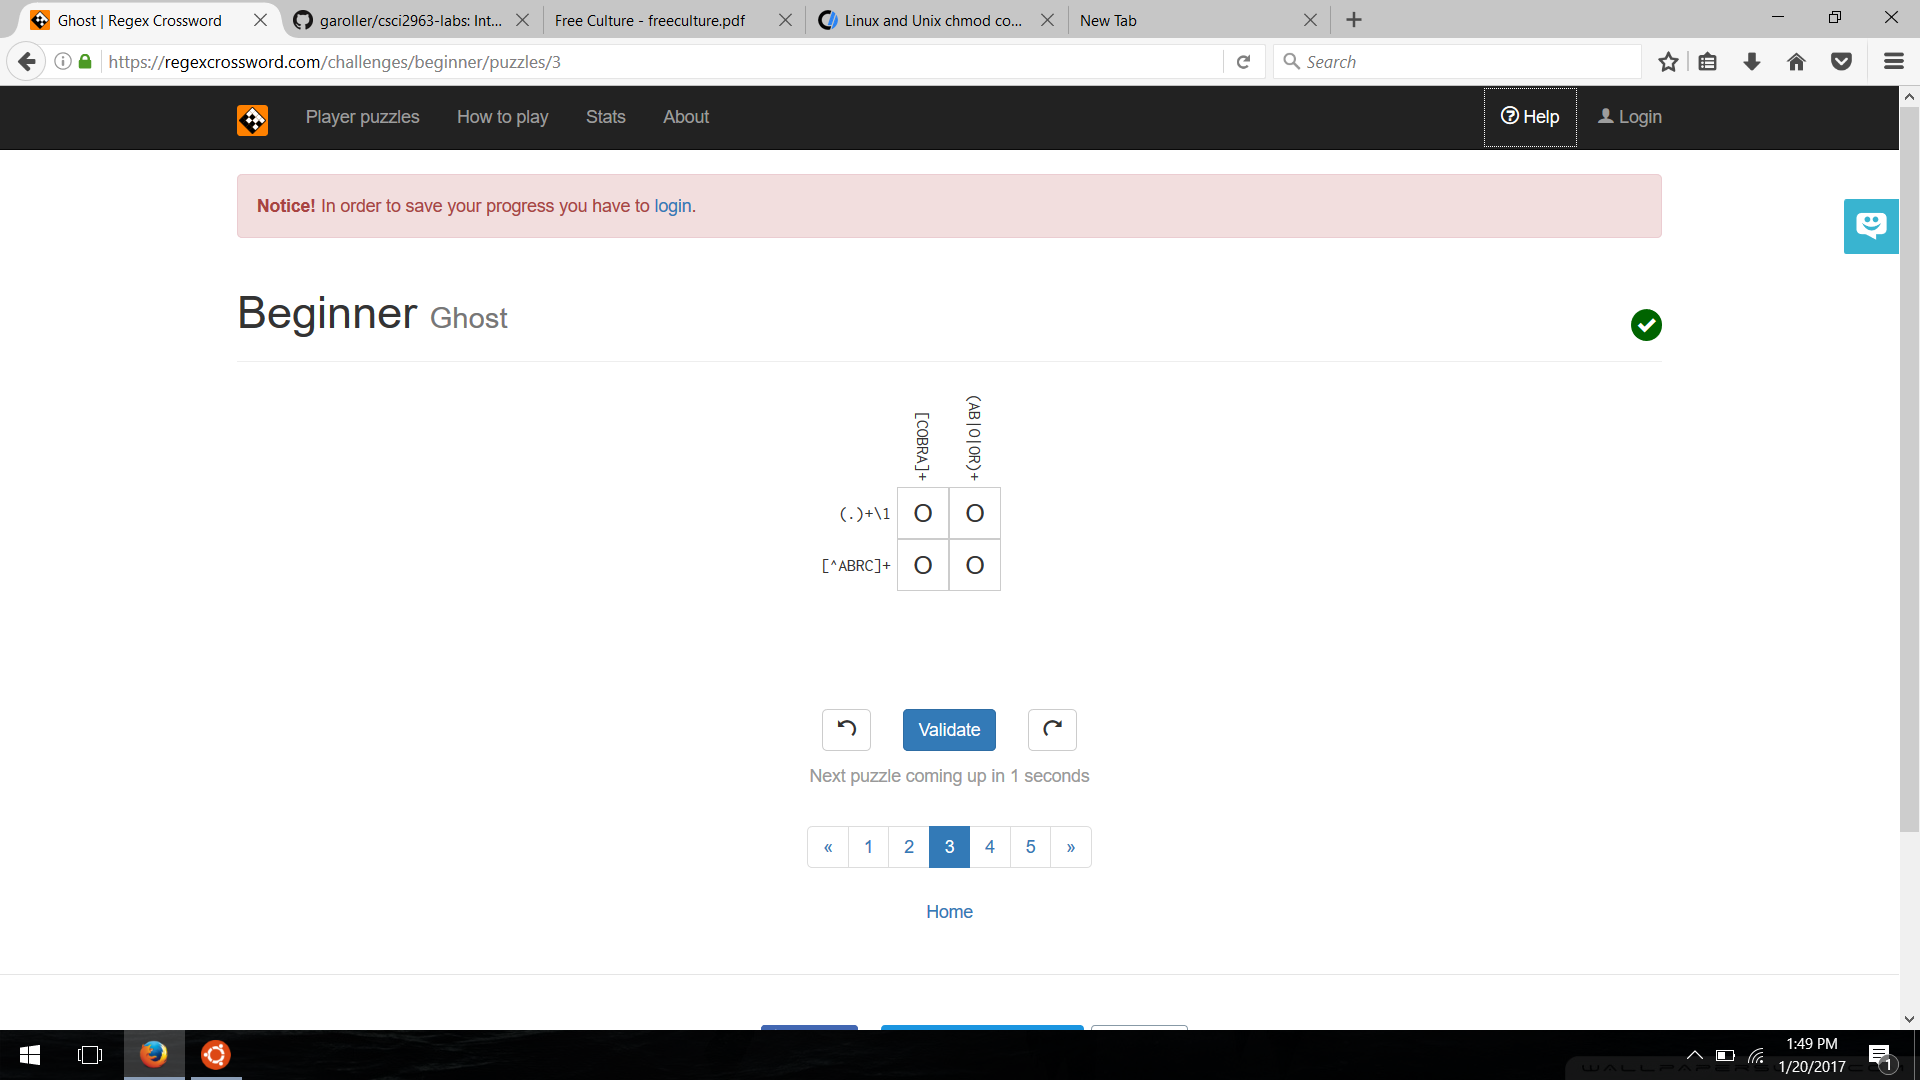 Ghost | Regex Crossword
garoller/csci2963-labs: Int...
Free Culture - freeculture.pdf
Linux and Unix chmod co...
New Tab
https://regexcrossword.com/challenges/beginner/puzzles/3
Search
Player puzzles
How to play
Stats
About
Help
Login
Notice! In order to save your progress you have to login.
Beginner Ghost
[COBRA]+
(AB|O|OR)+
(.)+\1
O O
[^ABRC]+
O O
Validate
Next puzzle coming up in 1 seconds
« 1 2 3 4 5 »
Home
1:49 PM
1/20/2017
1